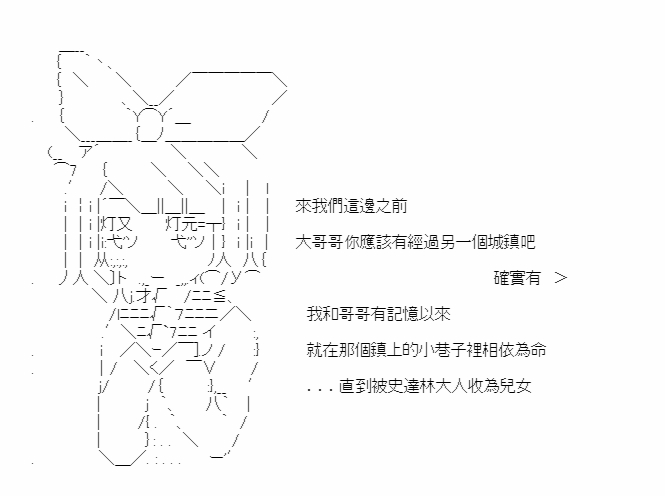 來我們這邊之前
大哥哥你應該有經過另一個城鎮吧
確實有 ＞
我和哥哥有記憶以來
就在那個鎮上的小巷子裡相依為命
...直到被史達林大人收為兒女